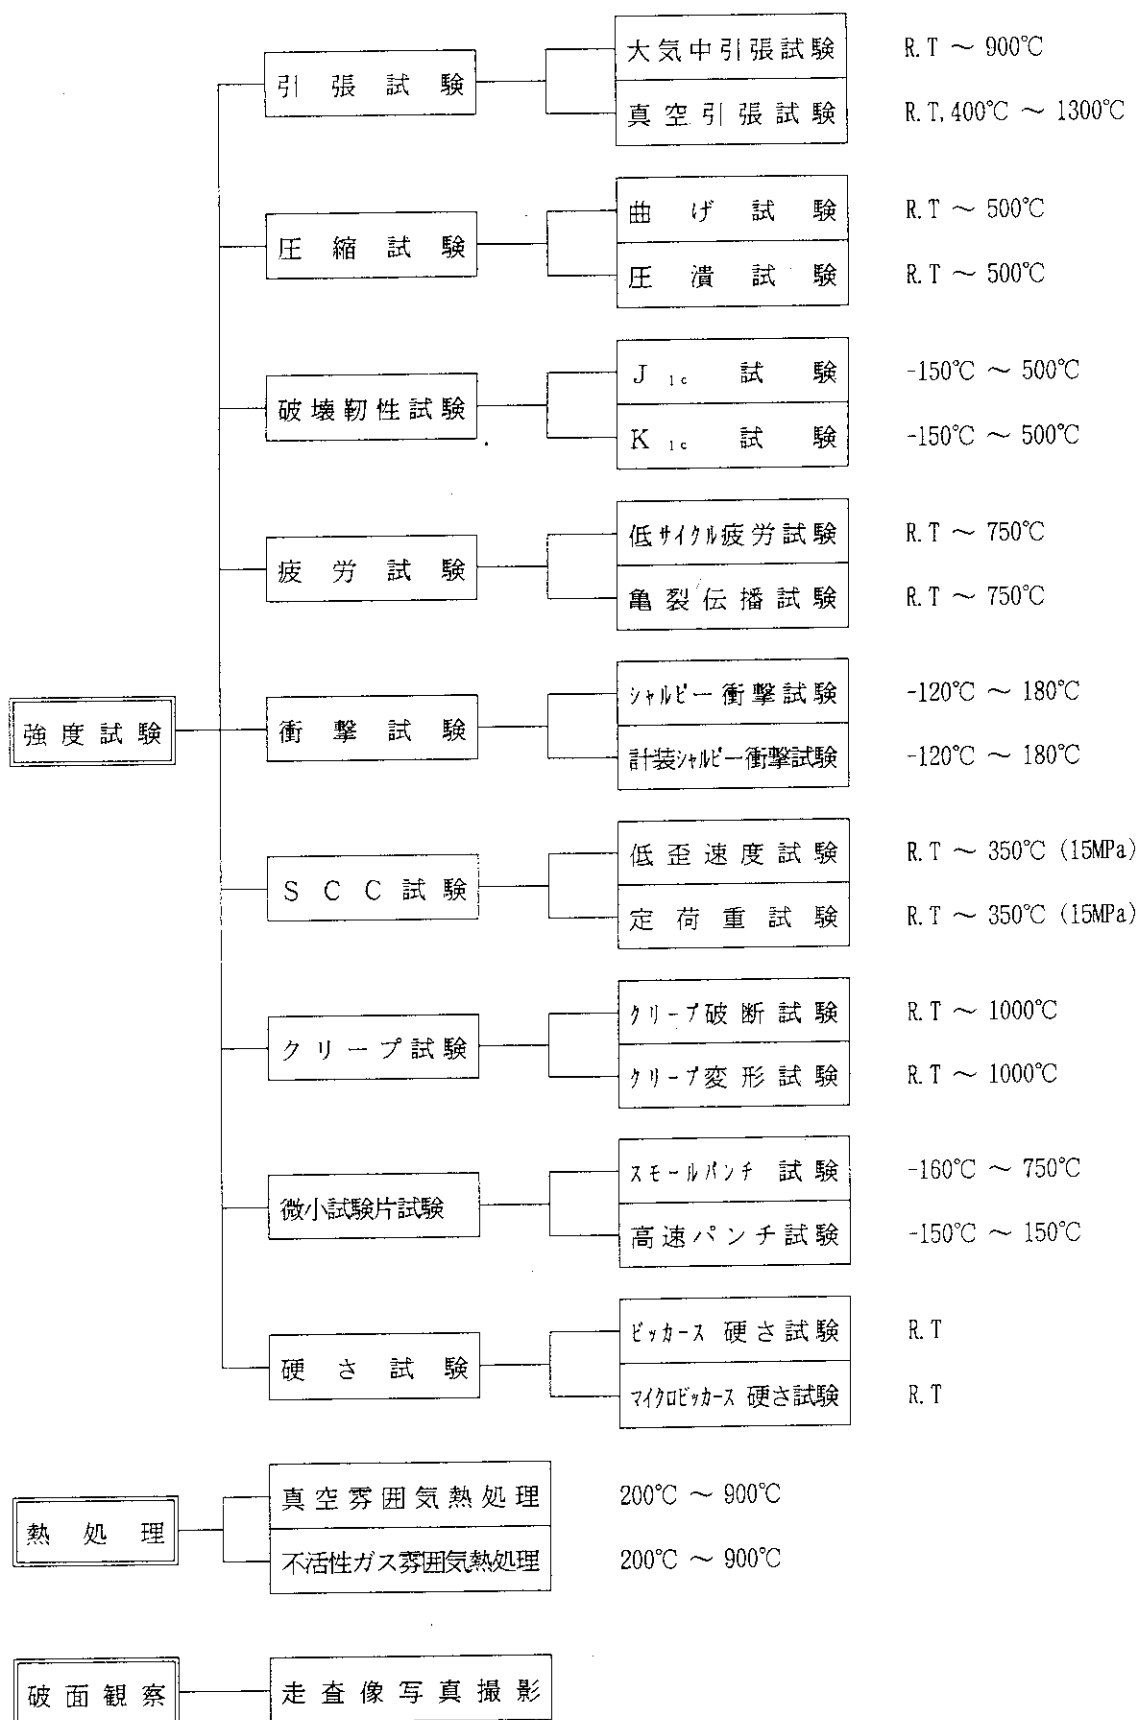 大気中引張試験 R.T ～ 900℃
引張試験
真空引張試験 R.T, 400℃ ～ 1300℃
曲げ試験 R.T ～ 500℃
圧縮試験
圧潰試験 R.T ～ 500℃
J1c 試験 -150℃ ～ 500℃
破壊靭性試験
K1c 試験 -150℃ ～ 500℃
低サイクル疲労試験 R.T ～ 750℃
疲労試験
亀裂伝播試験 R.T ～ 750℃
シャルピー衝撃試験 -120℃ ～ 180℃
強度試験 衝撃試験
計装シャルピー衝撃試験 -120℃ ～ 180℃
低歪速度試験 R.T ～ 350℃ (15MPa)
SCC試験
定荷重試験 R.T ～ 350℃ (15MPa)
クリープ破断試験 R.T ～ 1000℃
クリープ試験
クリープ変形試験 R.T ～ 1000℃
スモールパンチ 試験 -160℃ ～ 750℃
微小試験片試験
高速パンチ試験 -150℃ ～ 150℃
ビッカース 硬さ試験 R.T
硬さ試験
マイクロビッカース 硬さ試験 R.T
真空雰囲気熱処理 200℃ ～ 900℃
熱処理
不活性ガス雰囲気熱処理 200℃ ～ 900℃
破面観察 走査像写真撮影